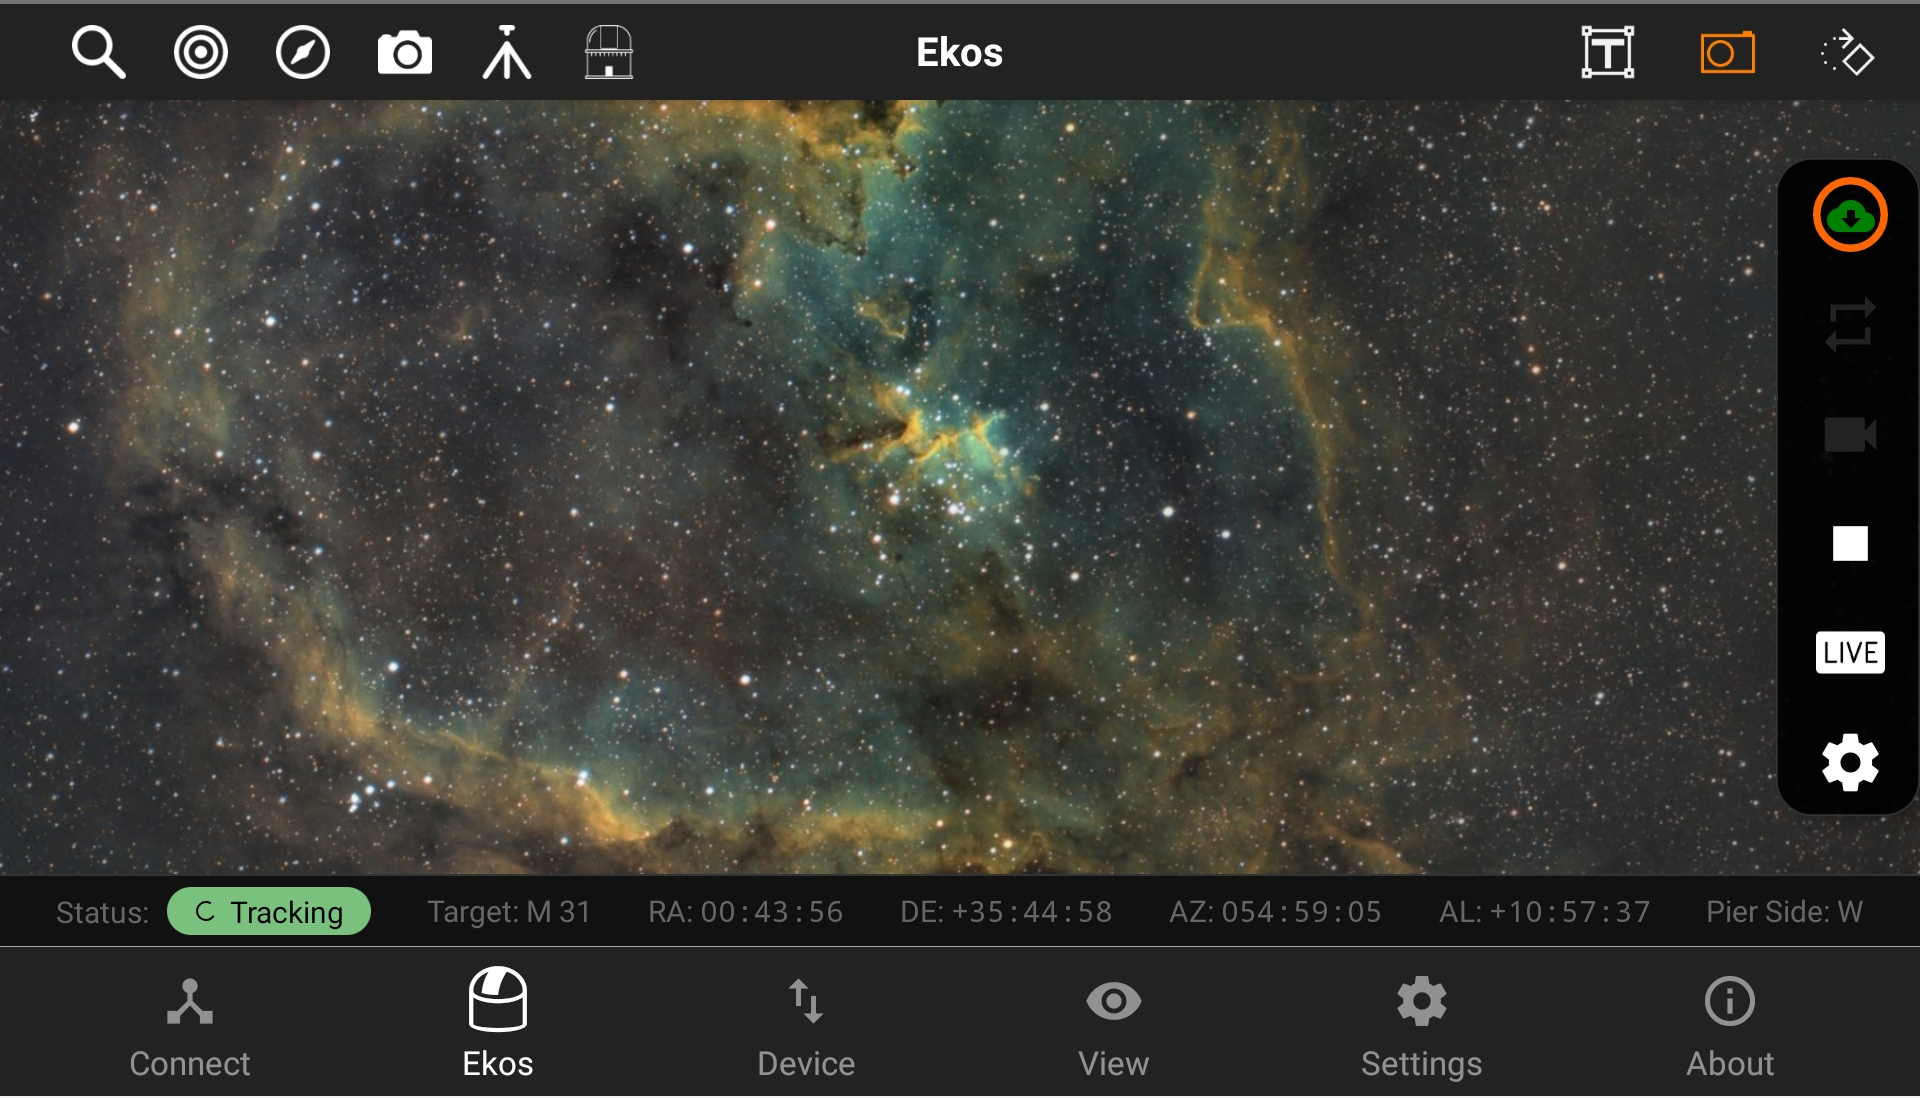 Ekos
LIVE
Status: Tracking Target: M 31 RA: 00:43:56 DE: +35:44:58 AZ: 054:59:05 AL: +10:57:37 Pier Side: W
Connect Ekos Device View Settings About